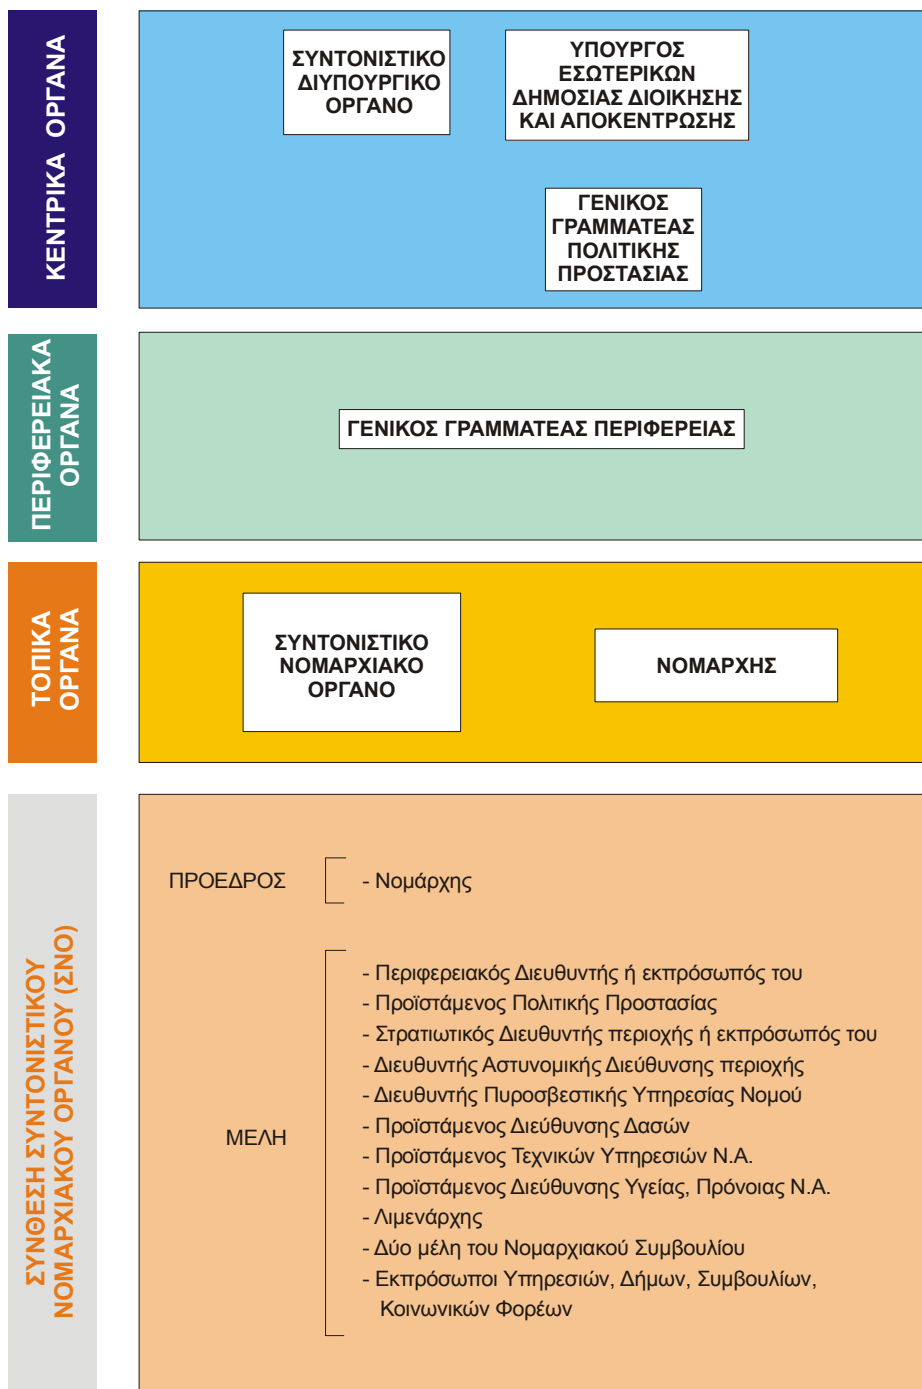 ΚΕΝΤΡΙΚΑ ΟΡΓΑΝΑ
ΣΥΝΤΟΝΙΣΤΙΚΟ
ΔΙΥΠΟΥΡΓΙΚΟ
ΟΡΓΑΝΟ
ΥΠΟΥΡΓΟΣ
ΕΣΩΤΕΡΙΚΩΝ
ΔΗΜΟΣΙΑΣ ΔΙΟΙΚΗΣΗΣ
ΚΑΙ ΑΠΟΚΕΝΤΡΩΣΗΣ
ΓΕΝΙΚΟΣ
ΓΡΑΜΜΑΤΕΑΣ
ΠΟΛΙΤΙΚΗΣ
ΠΡΟΣΤΑΣΙΑΣ
ΠΕΡΙΦΕΡΕΙΑΚΑ
ΟΡΓΑΝΑ
ΓΕΝΙΚΟΣ ΓΡΑΜΜΑΤΕΑΣ ΠΕΡΙΦΕΡΕΙΑΣ
ΤΟΠΙΚΑ
ΟΡΓΑΝΑ
ΣΥΝΤΟΝΙΣΤΙΚΟ
ΝΟΜΑΡΧΙΑΚΟ
ΟΡΓΑΝΟ
ΝΟΜΑΡΧΗΣ
ΣΥΝΘΕΣΗ ΣΥΝΤΟΝΙΣΤΙΚΟΥ
ΝΟΜΑΡΧΙΑΚΟΥ ΟΡΓΑΝΟΥ (ΣΝΟ)
ΠΡΟΕΔΡΟΣ
- Νομάρχης
ΜΕΛΗ
- Περιφερειακός Διευθυντής ή εκπρόσωπός του
- Προϊστάμενος Πολιτικής Προστασίας
- Στρατιωτικός Διευθυντής περιοχής ή εκπρόσωπός του
- Διευθυντής Αστυνομικής Διεύθυνσης περιοχής
- Διευθυντής Πυροσβεστικής Υπηρεσίας Νομού
- Προϊστάμενος Διεύθυνσης Δασών
- Προϊστάμενος Τεχνικών Υπηρεσιών Ν.Α.
- Προϊστάμενος Διεύθυνσης Υγείας, Πρόνοιας Ν.Α.
- Λιμενάρχης
- Δύο μέλη του Νομαρχιακού Συμβουλίου
- Εκπρόσωποι Υπηρεσιών, Δήμων, Συμβουλίων,
Κοινωνικών Φορέων